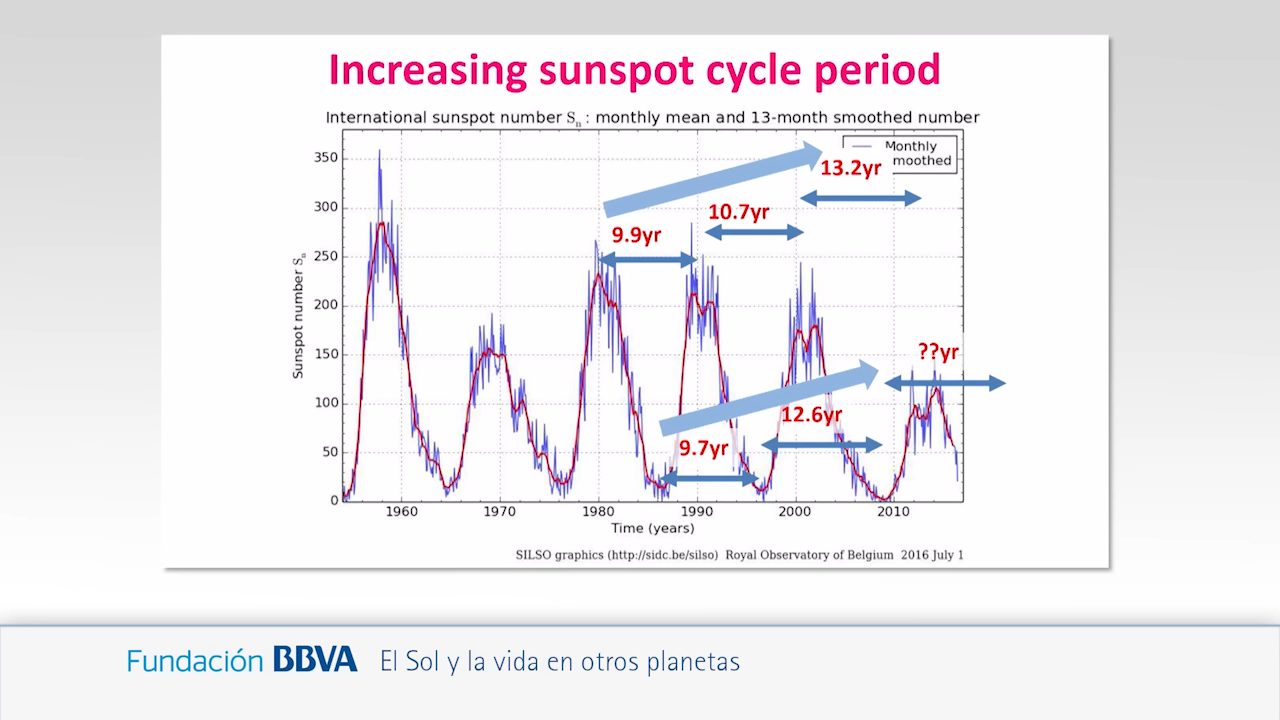 Increasing sunspot cycle period
International sunspot number Sn : monthly mean and 13-month smoothed number
350
300
250
200
150
100
50
0
Sunspot number Sn
Monthly
moothed
13.2yr
10.7yr
9.9yr
??yr
12.6yr
9.7yr
1960 1970 1980 1990 2000 2010
Time (years)
SILSO graphics (http://sidc.be/silso) Royal Observatory of Belgium 2016 July 1
Fundación BBVA El Sol y la vida en otros planetas